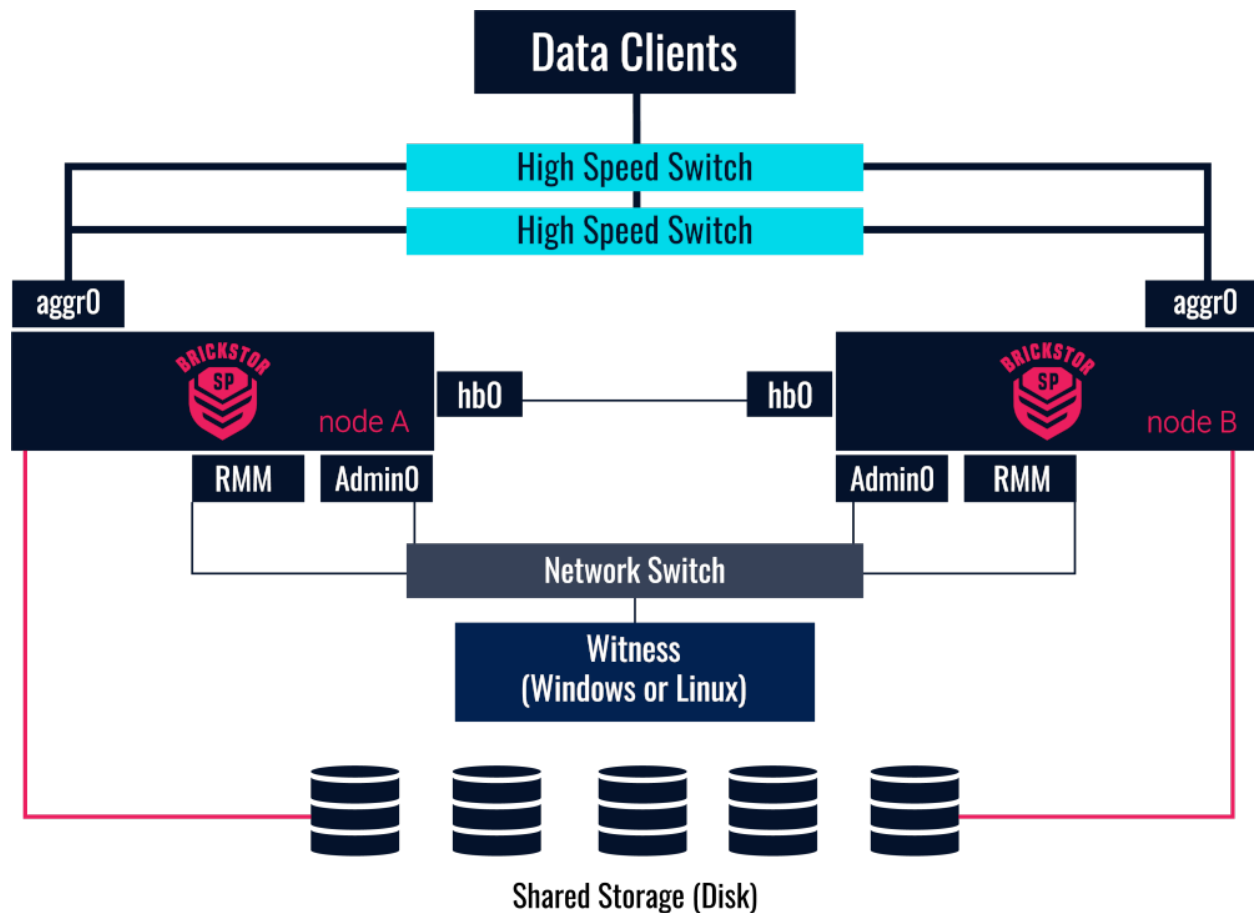 Data Clients
High Speed Switch
High Speed Switch
aggr0
aggr0
BRICKSTOR
SP
node A
hb0
hb0
BRICKSTOR
SP
node B
RMM
Admin0
Admin0
RMM
Network Switch
Witness
(Windows or Linux)
Shared Storage (Disk)